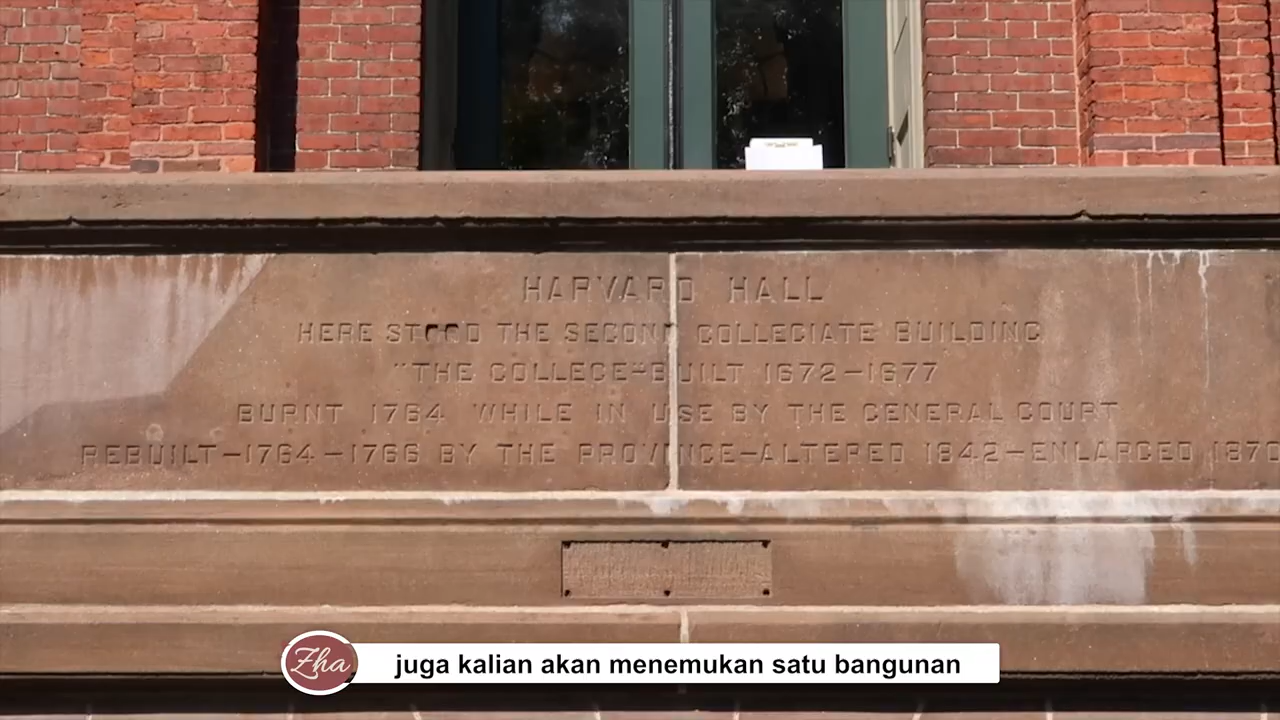 HARVARD HALL
HERE STOOD THE SECOND COLLEGIATE BUILDING
"THE COLLEGE"-BUILT 1672-1677
BURNT 1764 WHILE IN USE BY THE GENERAL COURT
REBUILT-1764-1766 BY THE PROVINCE-ALTERED 1842-ENLARGED 1870
Zha
juga kalian akan menemukan satu bangunan